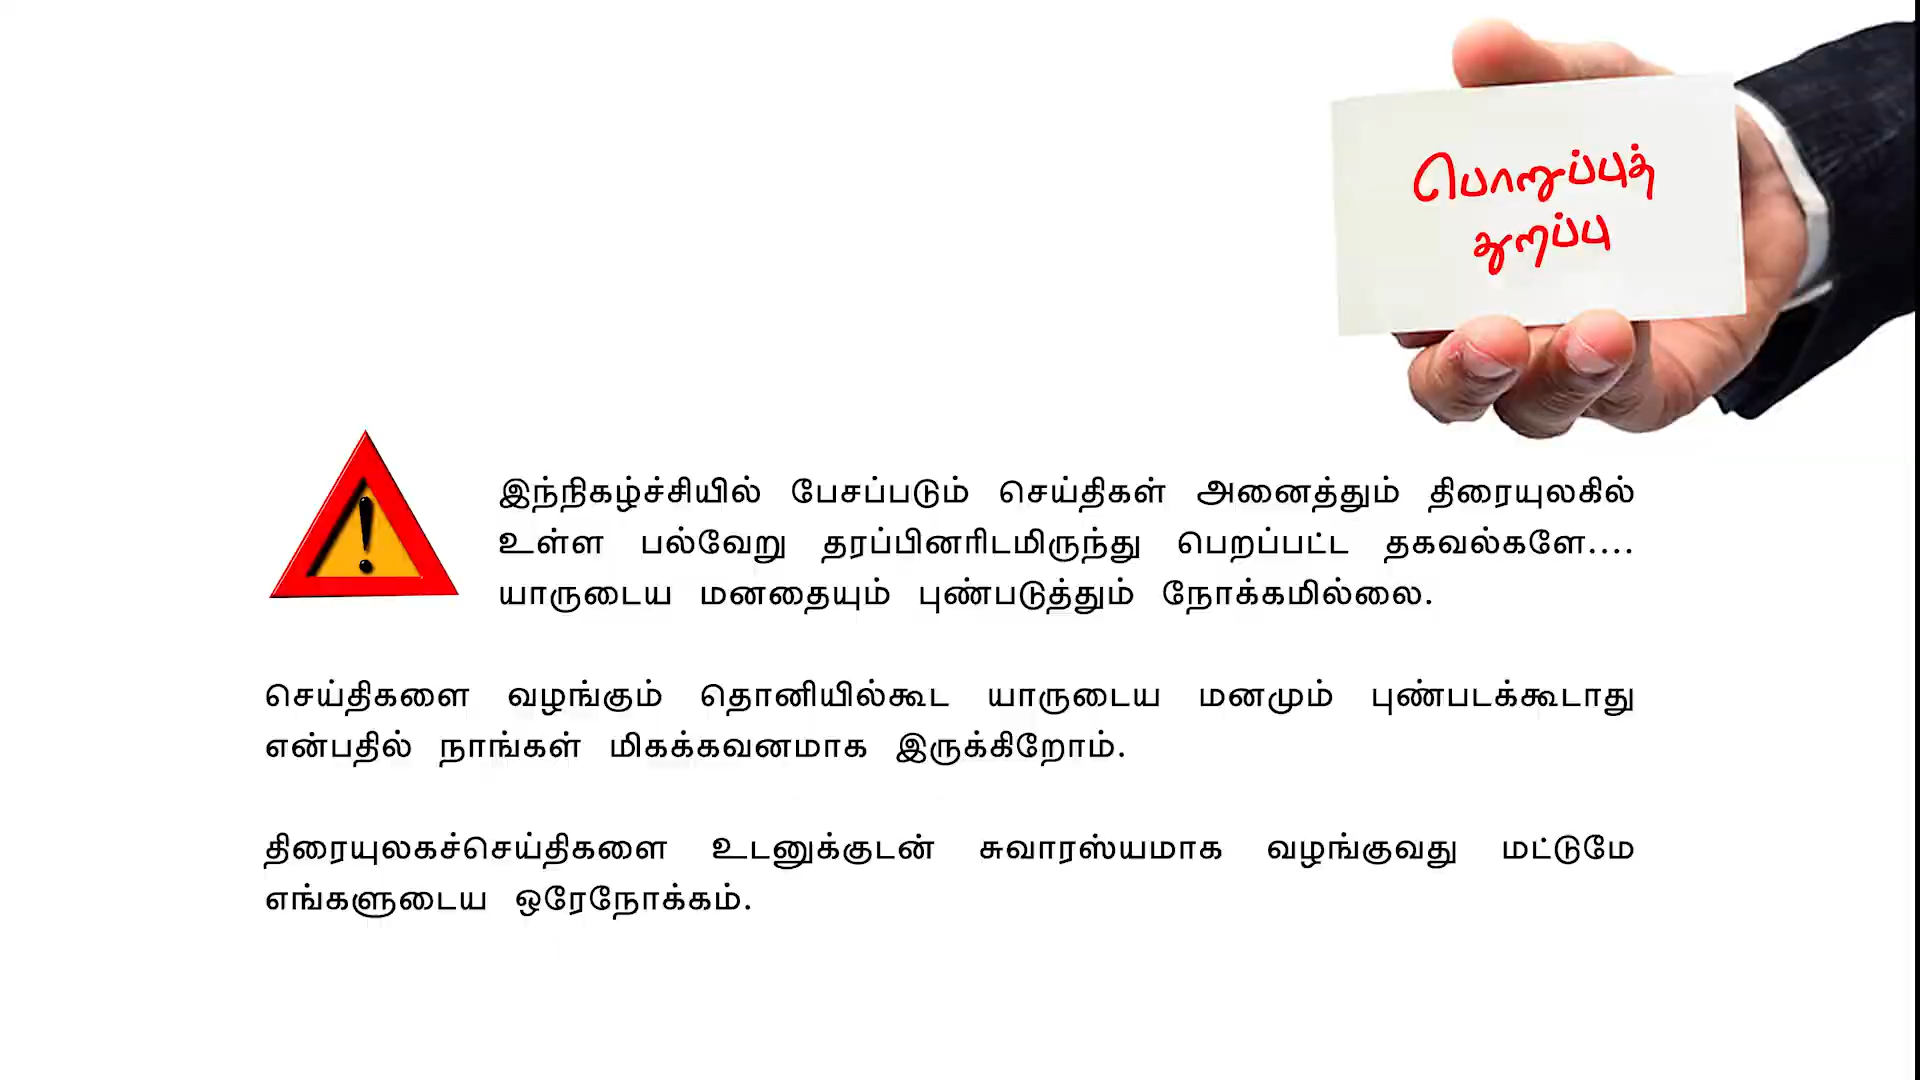 பொறுப்புத்
துறப்பு
இந்நிகழ்ச்சியில் பேசப்படும் செய்திகள் அனைத்தும் திரையுலகில்
உள்ள பல்வேறு தரப்பினரிடமிருந்து பெறப்பட்ட தகவல்களே....
யாருடைய மனதையும் புண்படுத்தும் நோக்கமில்லை.
செய்திகளை வழங்கும் தொனியில்கூட யாருடைய மனமும் புண்படக்கூடாது
என்பதில் நாங்கள் மிகக்கவனமாக இருக்கிறோம்.
திரையுலகச்செய்திகளை உடனுக்குடன் சுவாரஸ்யமாக வழங்குவது மட்டுமே
எங்களுடைய ஒரேநோக்கம்.